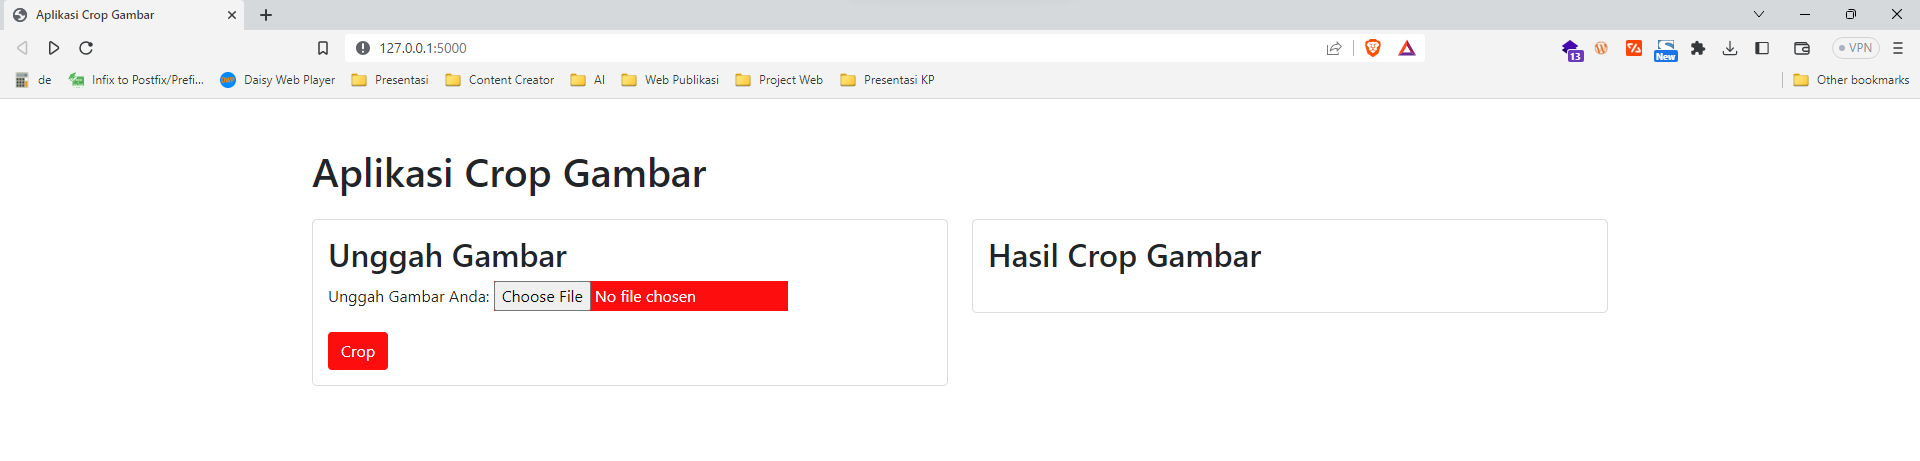 Aplikasi Crop Gambar
127.0.0.1:5000
13
New
VPN
de Infix to Postfix/Prefi... Daisy Web Player Presentasi Content Creator AI Web Publikasi Project Web Presentasi KP Other bookmarks
Aplikasi Crop Gambar
Unggah Gambar
Unggah Gambar Anda: Choose File No file chosen
Crop
Hasil Crop Gambar